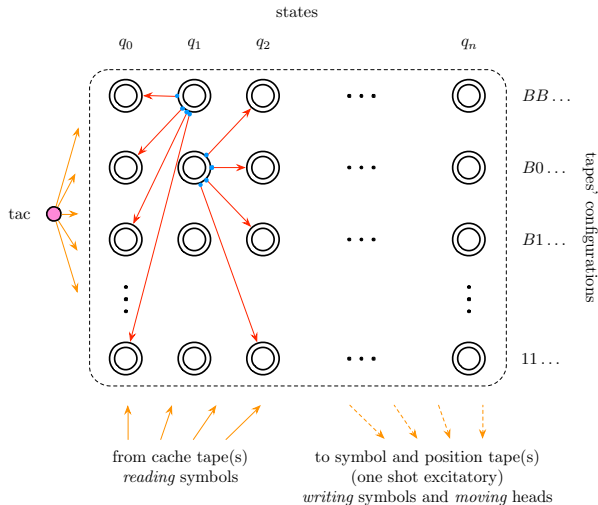 states
q₀ q₁ q₂ qₙ
BB...
B0...
tac
B1...
11...
tapes' configurations
from cache tape(s)
reading symbols
to symbol and position tape(s)
(one shot excitatory)
writing symbols and moving heads